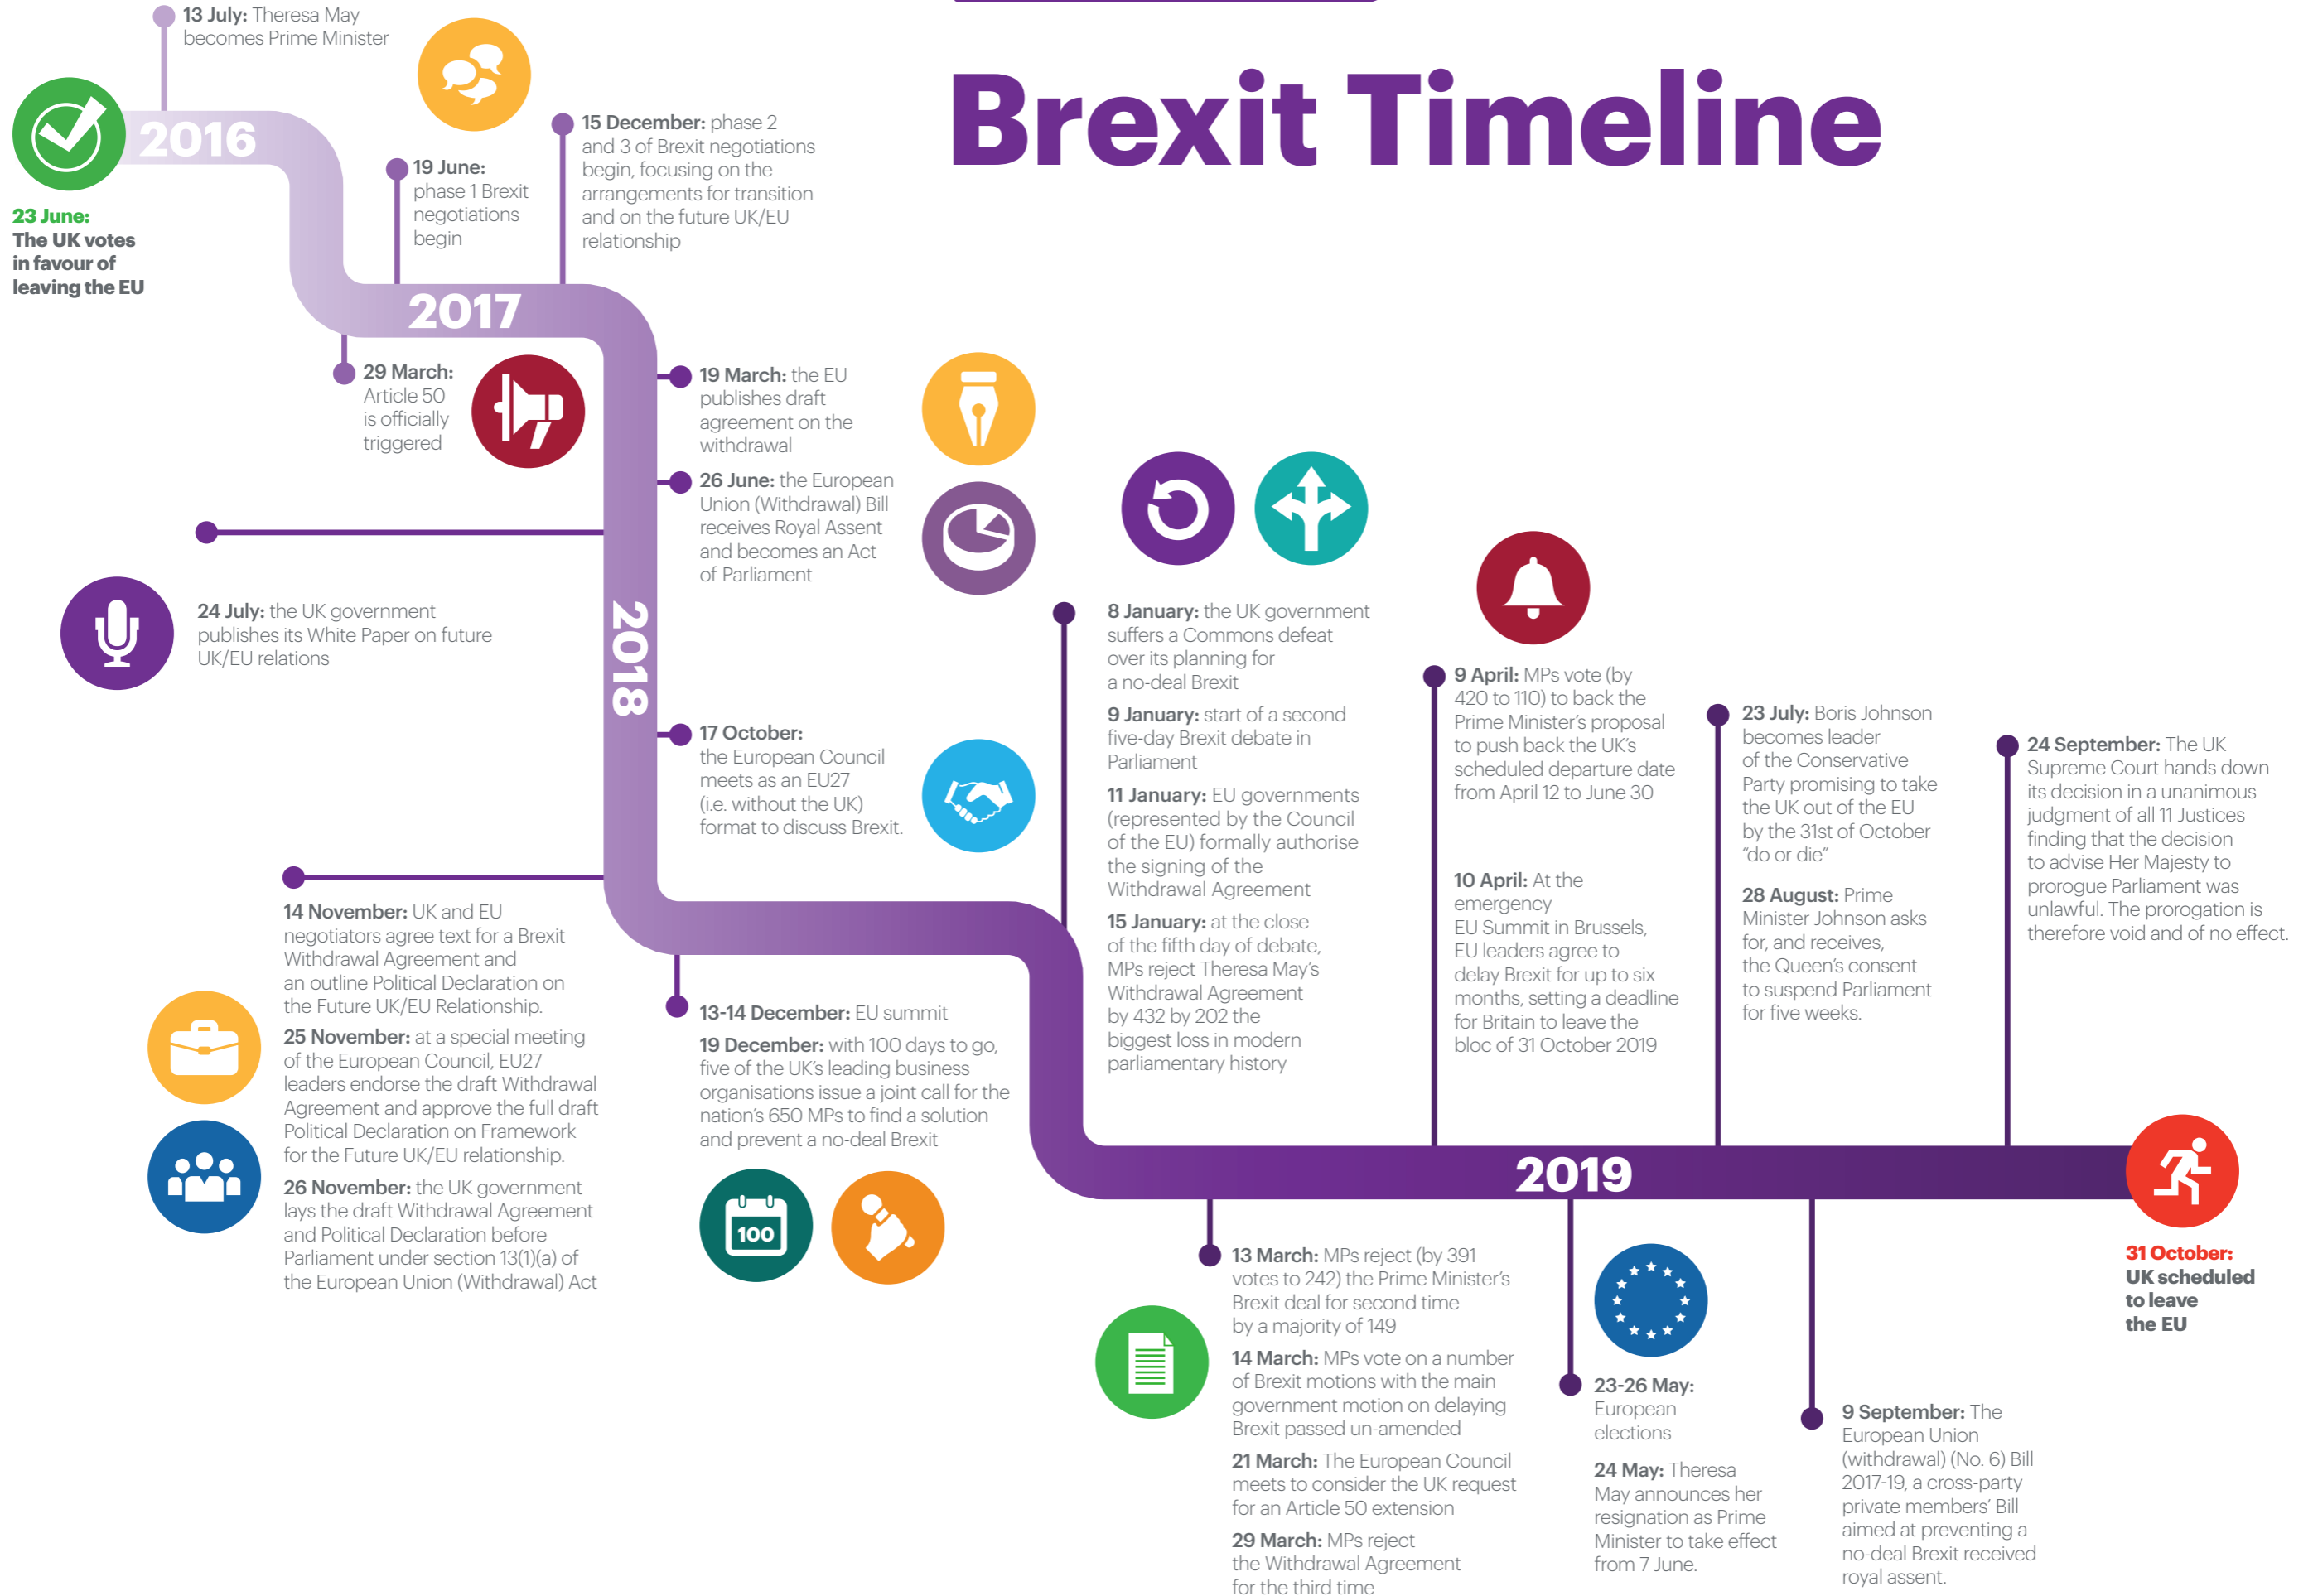 Brexit Timeline
13 July: Theresa May
becomes Prime Minister
2016
23 June:
The UK votes
in favour of
leaving the EU
19 June:
phase 1 Brexit
negotiations
begin
15 December: phase 2
and 3 of Brexit negotiations
begin, focusing on the
arrangements for transition
and on the future UK/EU
relationship
2017
29 March:
Article 50
is officially
triggered
19 March: the EU
publishes draft
agreement on the
withdrawal
26 June: the European
Union (Withdrawal) Bill
receives Royal Assent
and becomes an Act
of Parliament
24 July: the UK government
publishes its White Paper on future
UK/EU relations
2018
17 October:
the European Council
meets as an EU27
(i.e. without the UK)
format to discuss Brexit.
14 November: UK and EU
negotiators agree text for a Brexit
Withdrawal Agreement and
an outline Political Declaration on
the Future UK/EU Relationship.
25 November: at a special meeting
of the European Council, EU27
leaders endorse the draft Withdrawal
Agreement and approve the full draft
Political Declaration on Framework
for the Future UK/EU relationship.
26 November: the UK government
lays the draft Withdrawal Agreement
and Political Declaration before
Parliament under section 13(1)(a) of
the European Union (Withdrawal) Act
13-14 December: EU summit
19 December: with 100 days to go,
five of the UK's leading business
organisations issue a joint call for the
nation's 650 MPs to find a solution
and prevent a no-deal Brexit
100
8 January: the UK government
suffers a Commons defeat
over its planning for
a no-deal Brexit
9 January: start of a second
five-day Brexit debate in
Parliament
11 January: EU governments
(represented by the Council
of the EU) formally authorise
the signing of the
Withdrawal Agreement
15 January: at the close
of the fifth day of debate,
MPs reject Theresa May's
Withdrawal Agreement
by 432 by 202 the
biggest loss in modern
parliamentary history
9 April: MPs vote (by
420 to 110) to back the
Prime Minister's proposal
to push back the UK's
scheduled departure date
from April 12 to June 30
10 April: At the
emergency
EU Summit in Brussels,
EU leaders agree to
delay Brexit for up to six
months, setting a deadline
for Britain to leave the
bloc of 31 October 2019
23 July: Boris Johnson
becomes leader
of the Conservative
Party promising to take
the UK out of the EU
by the 31st of October
“do or die”
28 August: Prime
Minister Johnson asks
for, and receives,
the Queen's consent
to suspend Parliament
for five weeks.
24 September: The UK
Supreme Court hands down
its decision in a unanimous
judgment of all 11 Justices
finding that the decision
to advise Her Majesty to
prorogue Parliament was
unlawful. The prorogation is
therefore void and of no effect.
2019
13 March: MPs reject (by 391
votes to 242) the Prime Minister's
Brexit deal for second time
by a majority of 149
14 March: MPs vote on a number
of Brexit motions with the main
government motion on delaying
Brexit passed un-amended
21 March: The European Council
meets to consider the UK request
for an Article 50 extension
29 March: MPs reject
the Withdrawal Agreement
for the third time
23-26 May:
European
elections
24 May: Theresa
May announces her
resignation as Prime
Minister to take effect
from 7 June.
9 September: The
European Union
(withdrawal) (No. 6) Bill
2017-19, a cross-party
private members' Bill
aimed at preventing a
no-deal Brexit received
royal assent.
31 October:
UK scheduled
to leave
the EU